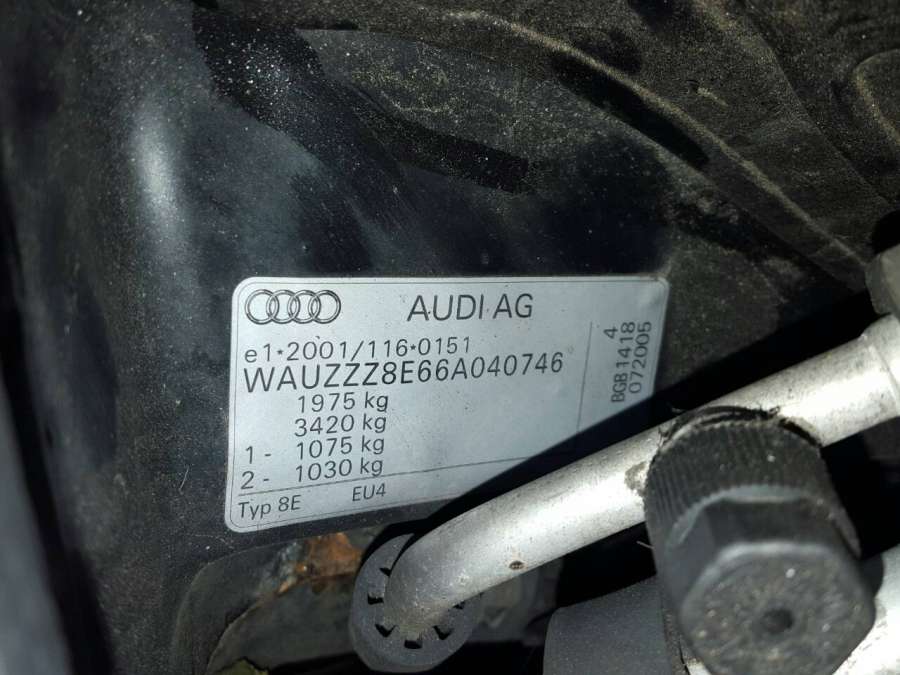 AUDI AG
e1*2001/116*0151
WAUZZZ8E66A040746
1975 kg
3420 kg
1 - 1075 kg
2 - 1030 kg
Typ 8E EU4
4
BGB1418
072005